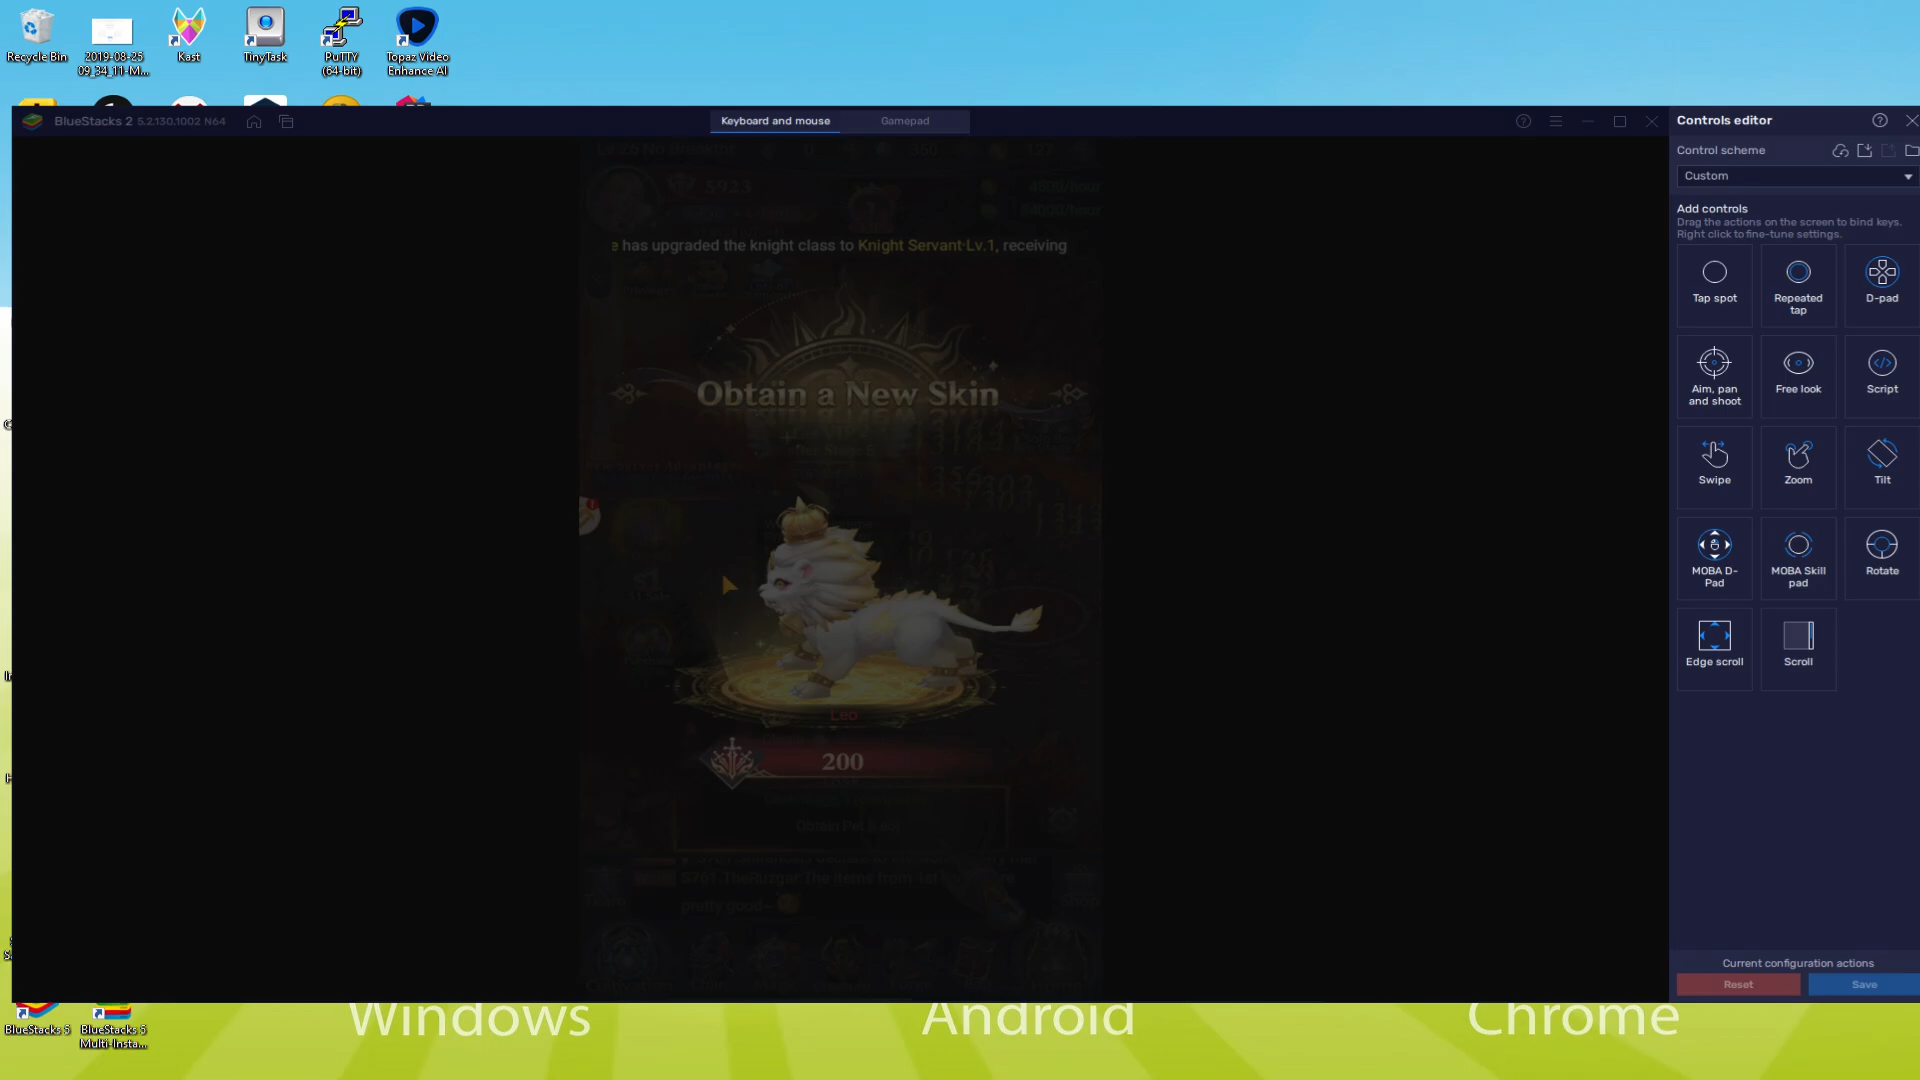 Recycle Bin
2019-08-25
09_34_11-M...
Kast
TinyTask
PuTTY
(64-bit)
Topaz Video
Enhance AI
BlueStacks 2 5.2.130.1002 N64
Keyboard and mouse
Gamepad
Controls editor
Control scheme
Custom
Add controls
Drag the actions on the screen to bind keys.
Right click to fine-tune settings.
Tap spot
Repeated
tap
D-pad
Aim, pan
and shoot
Free look
Script
Swipe
Zoom
Tilt
MOBA D-
Pad
MOBA Skill
pad
Rotate
Edge scroll
Scroll
Current configuration actions
Reset
Save
5923
e has upgraded the knight class to Knight Servant Lv.1, receiving
Obtain a New Skin
Leo
200
pretty good~
BlueStacks 5
BlueStacks 5
Multi-Insta...
Windows
Android
Chrome